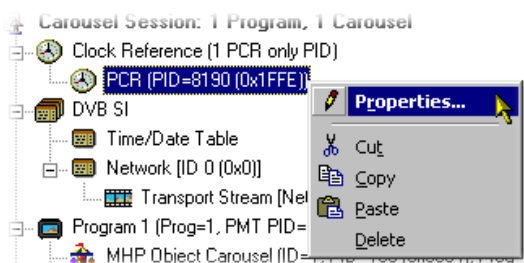 Carousel Session: 1 Program, 1 Carousel
Clock Reference (1 PCR only PID)
PCR (PID=8190 (0x1FFE))
DVB SI
Time/Date Table
Network [ID 0 (0x0)]
Transport Stream [Net
Program 1 (Prog=1, PMT PID=
MHP Object Carousel (ID=
Properties...
Cut
Copy
Paste
Delete